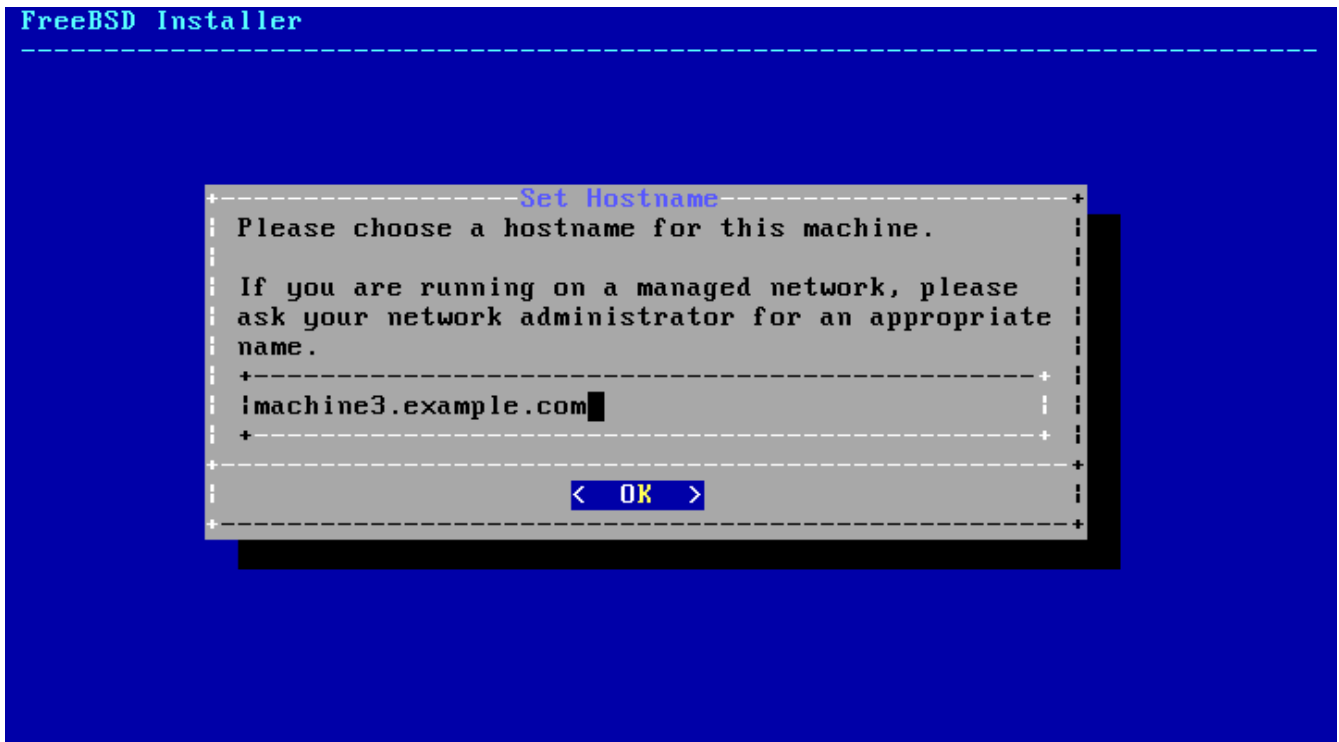 FreeBSD Installer
Set Hostname
Please choose a hostname for this machine.
If you are running on a managed network, please
ask your network administrator for an appropriate
name.
machine3.example.com
< OK >